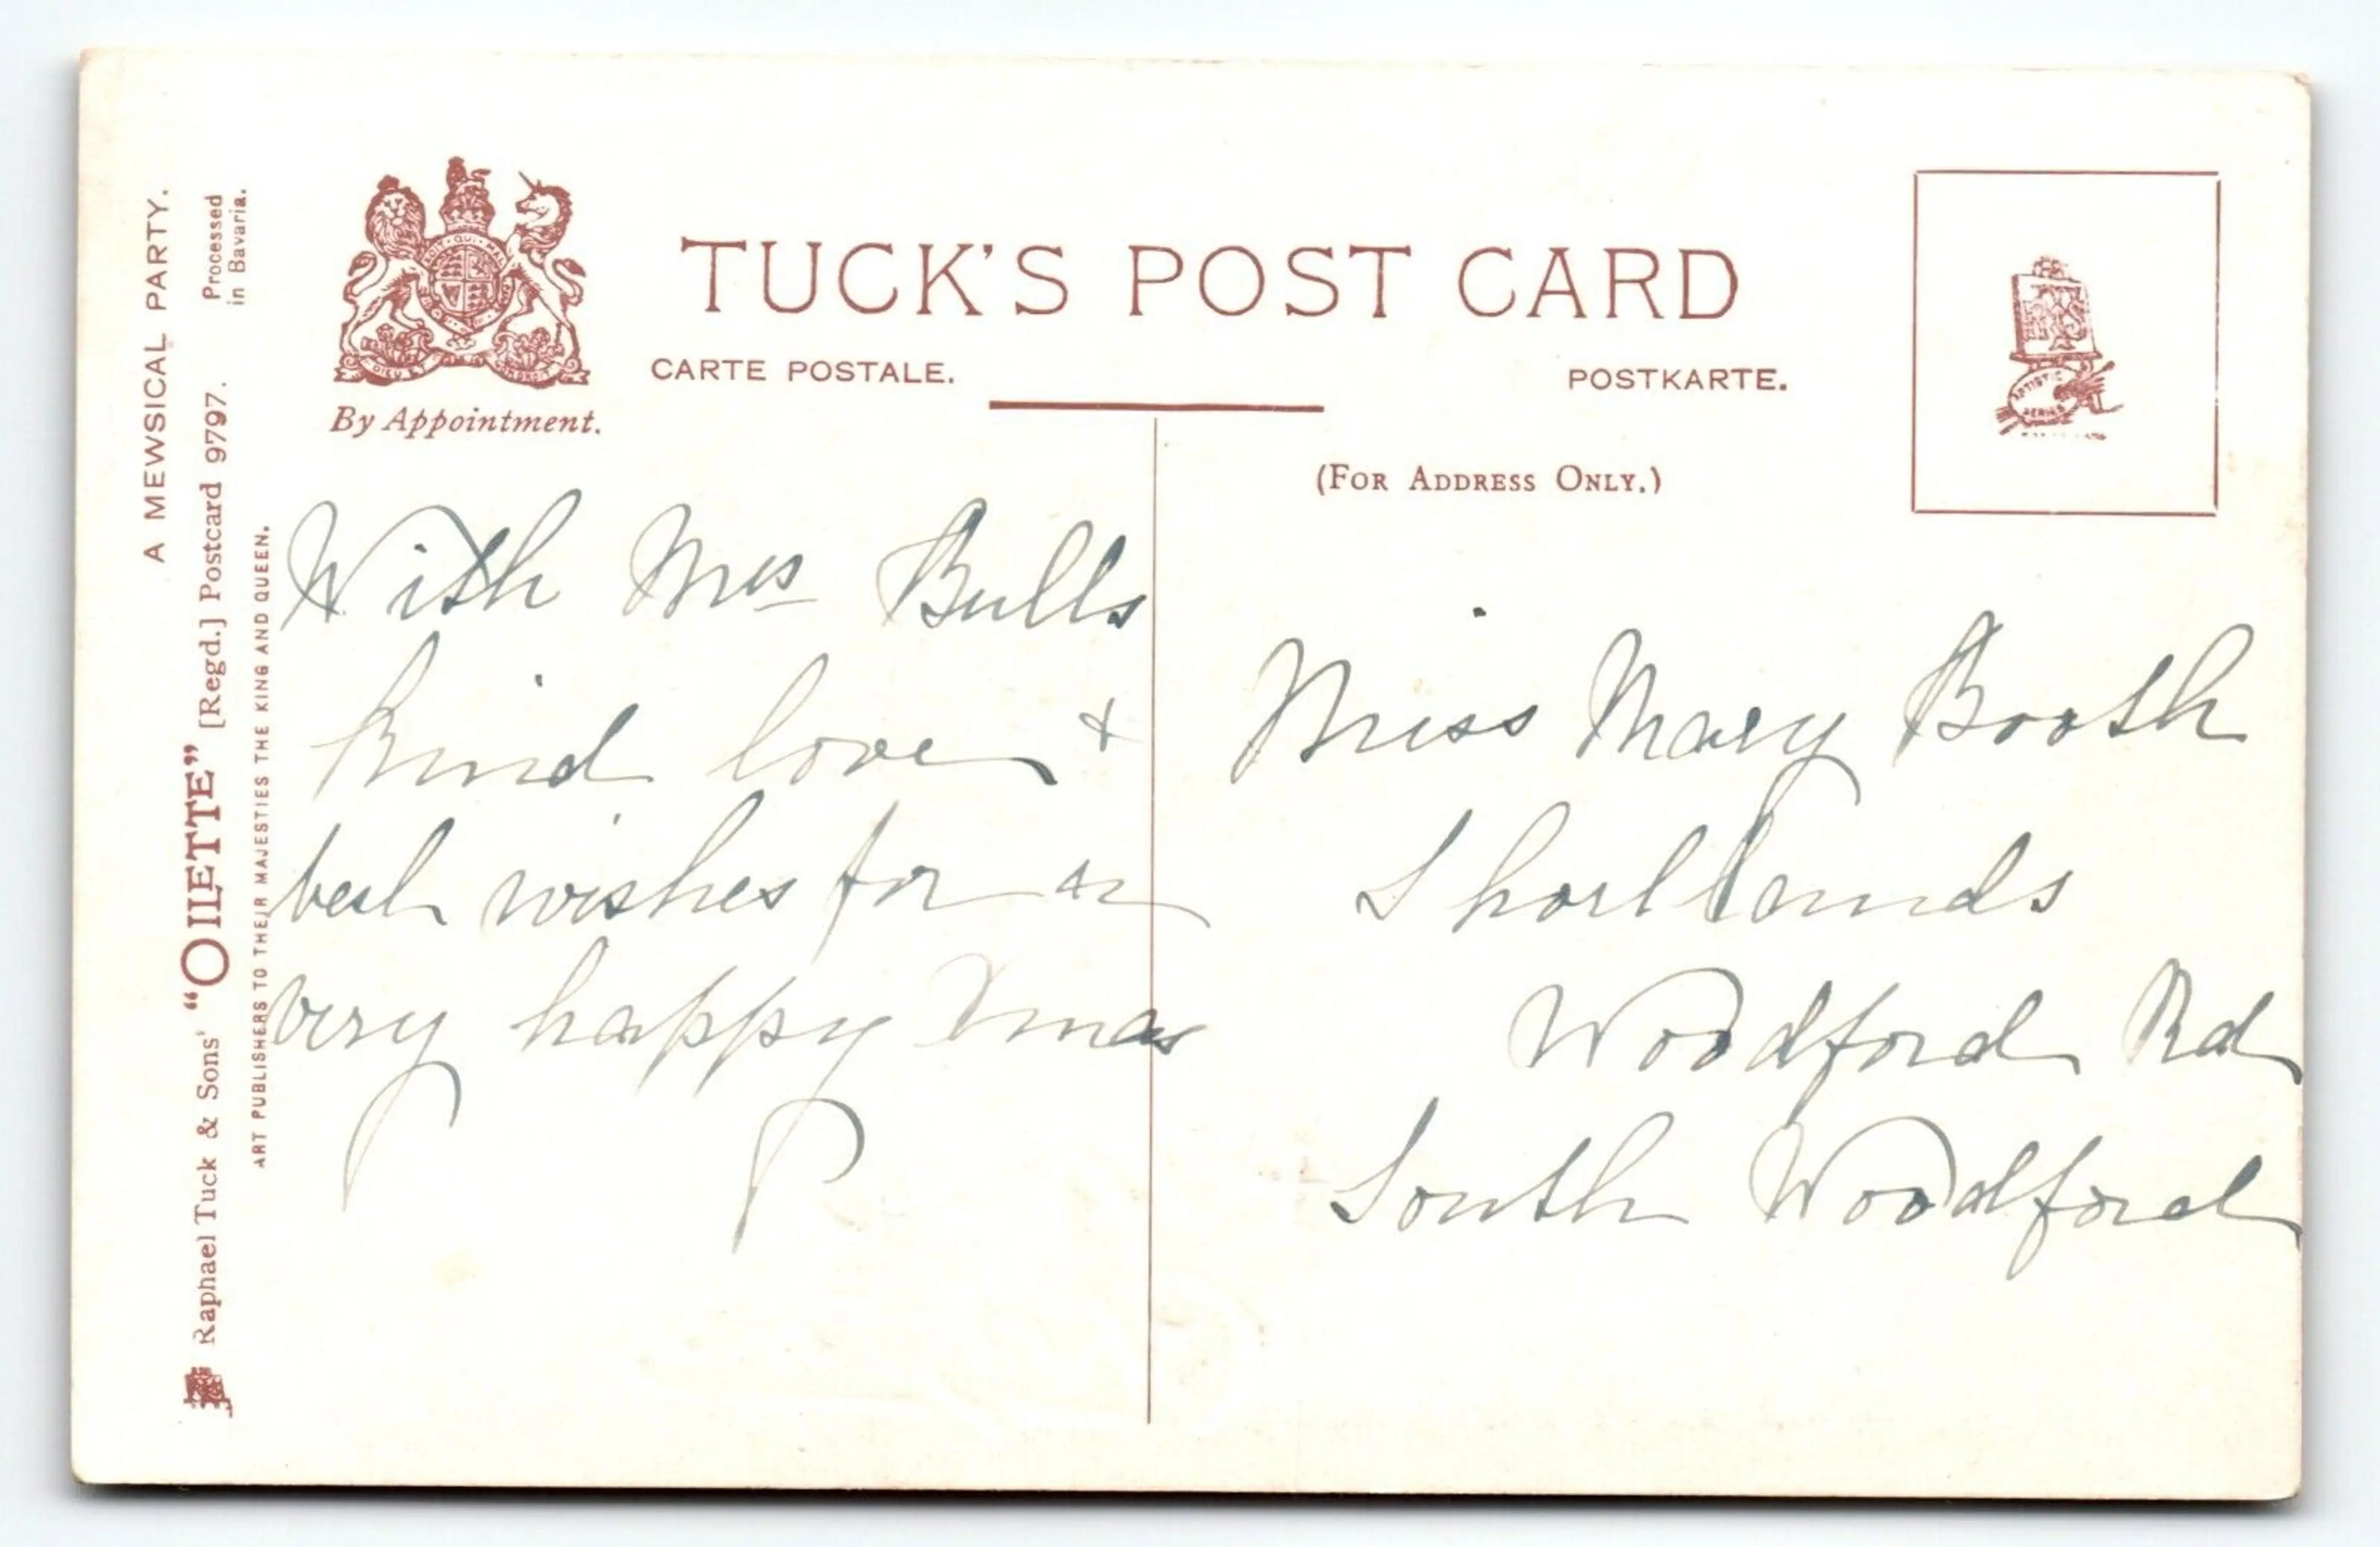 A MEWSICAL PARTY.
Processed
in Bavaria.
Raphael Tuck & Sons' "OILETTE" [Regd.] Postcard 9797.
ART PUBLISHERS TO THEIR MAJESTIES THE KING AND QUEEN.
By Appointment.
TUCK'S POST CARD
CARTE POSTALE.
POSTKARTE.
(FOR ADDRESS ONLY.)
ARTISTIC
SERIES
With Mrs Bulls
kind love +
best wishes for a
very happy Xmas
Miss Mary Booth
Shortlands
Woodford Rd
South Woodford